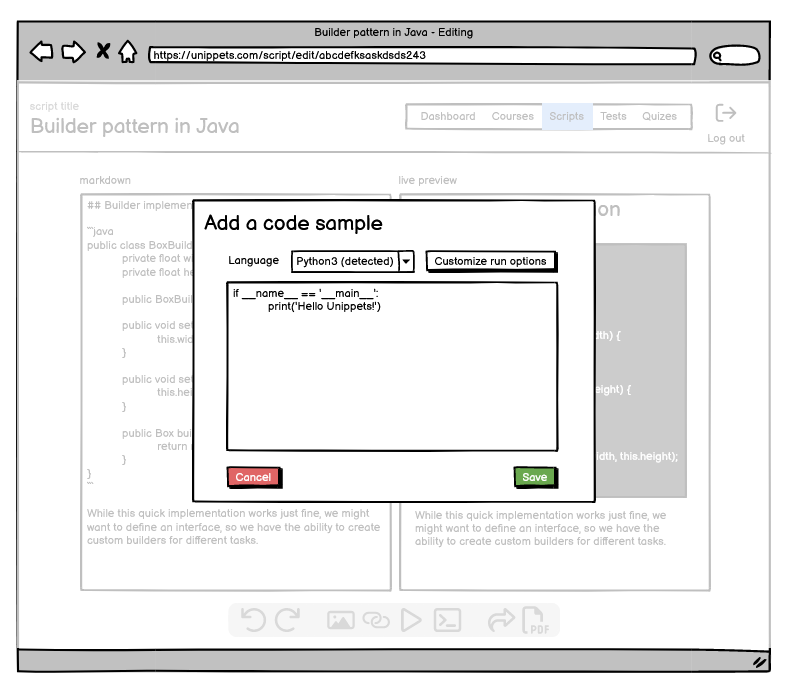 Builder pattern in Java - Editing
https://unippets.com/script/edit/abcdefksaskdsds243
script title
Builder pattern in Java
Dashboard Courses Scripts Tests Quizes
Log out
markdown
live preview
## Builder implemen
on
```java
public class BoxBuild
private float w
private float he
public BoxBuil
public void set
this.wid
}
public void set
this.hei
}
public Box bui
return
}
}
```
While this quick implementation works just fine, we might
want to define an interface, so we have the ability to create
custom builders for different tasks.
dth) {
eight) {
idth, this.height);
While this quick implementation works just fine, we
might want to define an interface, so we have the
ability to create custom builders for different tasks.
Add a code sample
Language Python3 (detected) Customize run options
if __name__ == '__main__':
print('Hello Unippets!')
Cancel Save
PDF